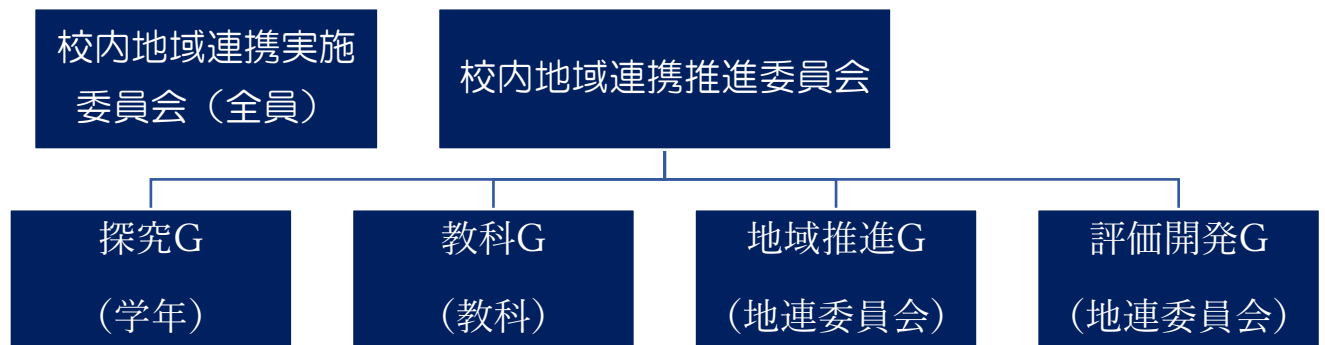 校内地域連携実施
委員会（全員）
校内地域連携推進委員会
探究G
（学年）
教科G
（教科）
地域推進G
（地連委員会）
評価開発G
（地連委員会）